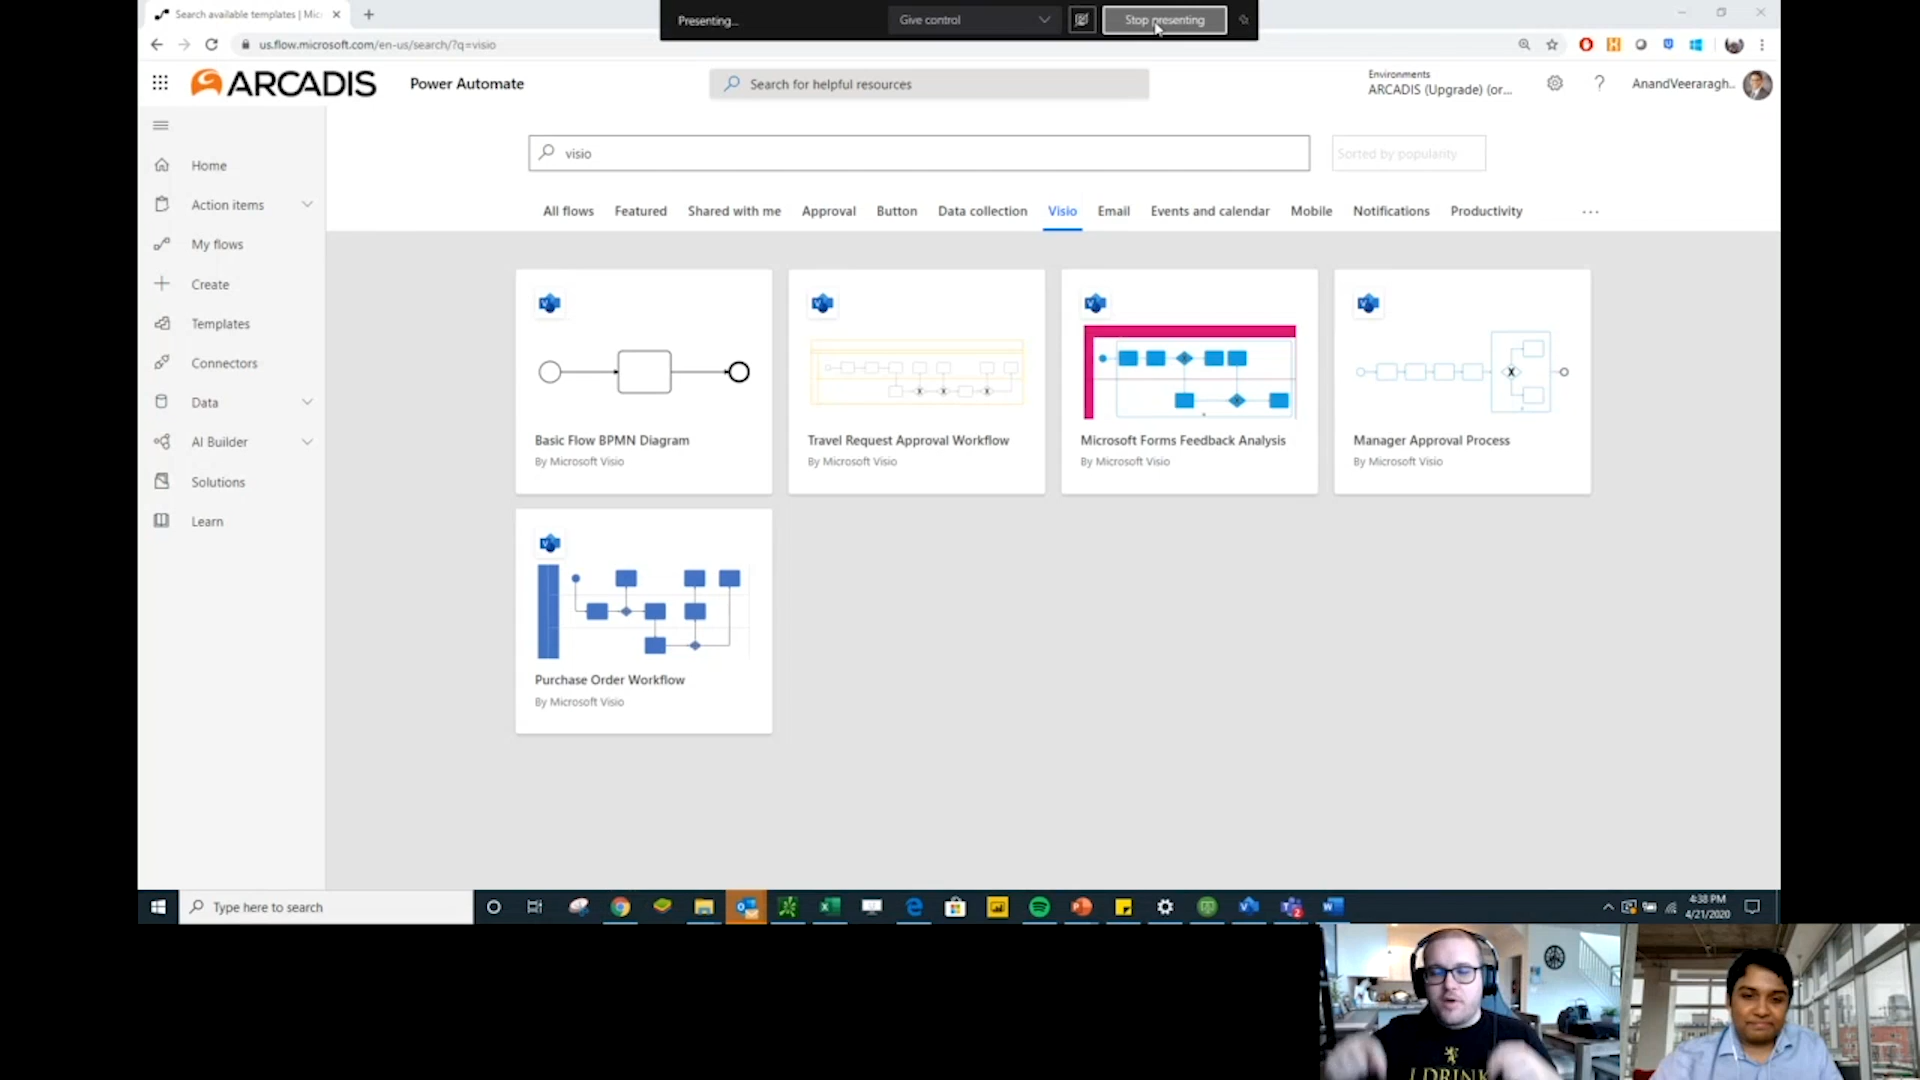 Search available templates | Mic
Presenting...
Give control
Stop presenting
us.flow.microsoft.com/en-us/search/?q=visio
ARCADIS
Power Automate
Search for helpful resources
Environments
ARCADIS (Upgrade) (or...
?
AnandVeeraragh..
visio
Sorted by popularity
Home
Action items
My flows
Create
Templates
Connectors
Data
AI Builder
Solutions
Learn
All flows
Featured
Shared with me
Approval
Button
Data collection
Visio
Email
Events and calendar
Mobile
Notifications
Productivity
...
Basic Flow BPMN Diagram
By Microsoft Visio
Travel Request Approval Workflow
By Microsoft Visio
Microsoft Forms Feedback Analysis
By Microsoft Visio
Manager Approval Process
By Microsoft Visio
Purchase Order Workflow
By Microsoft Visio
Type here to search
4:38 PM
4/21/2020
I DRINK